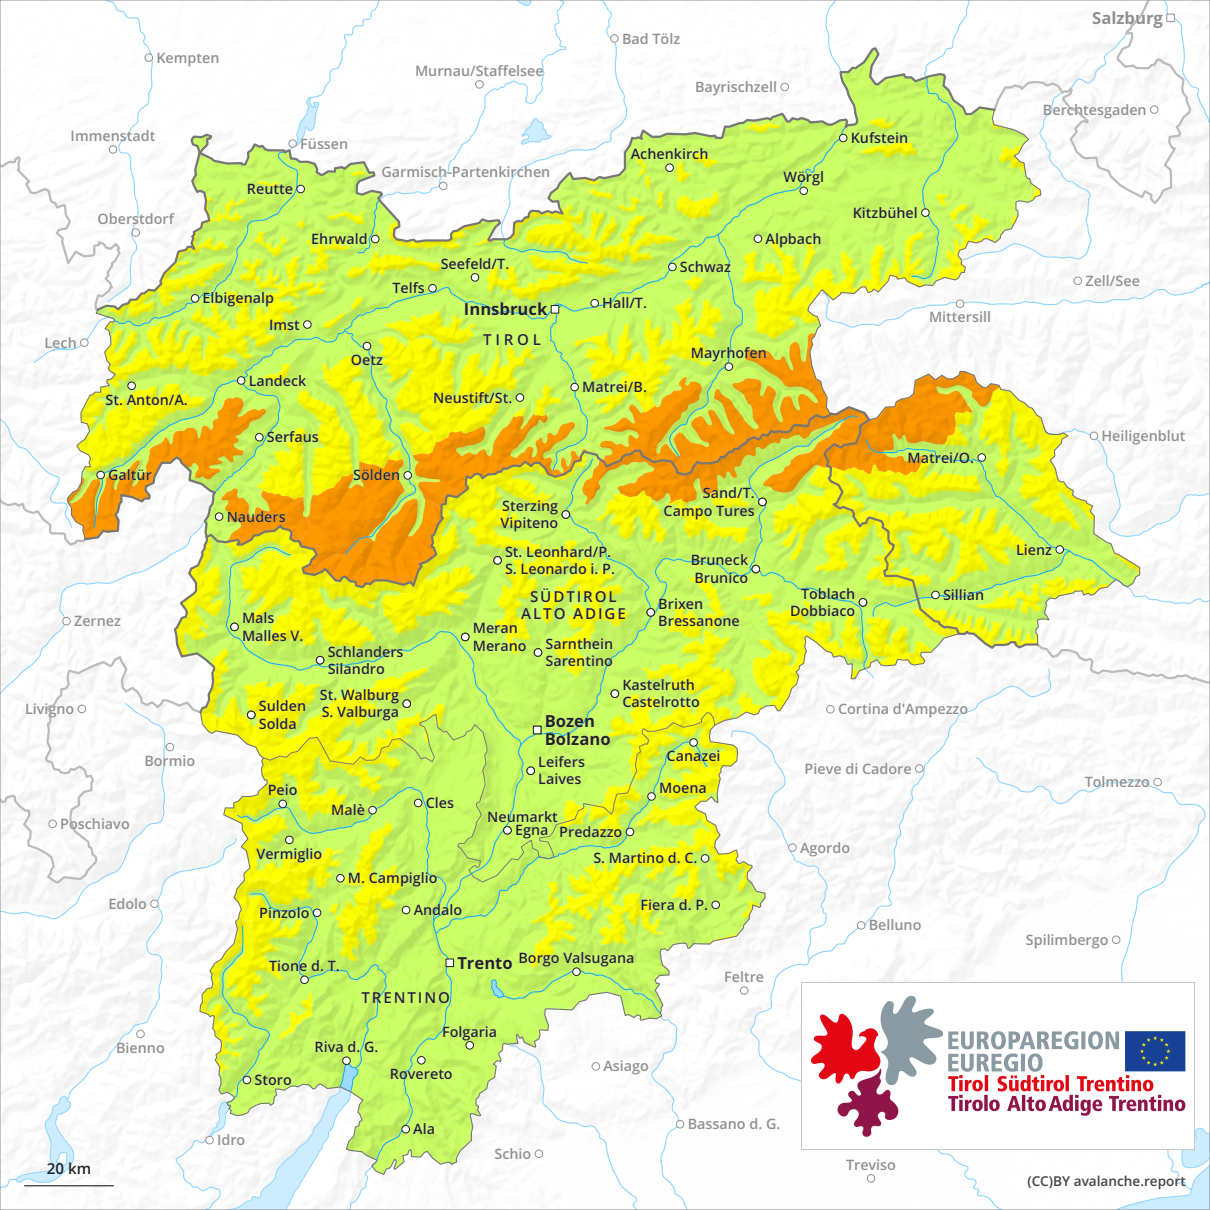 Salzburg
Bad Tölz
Kempten
Murnau/Staffelsee
Bayrischzell
Berchtesgaden
Immenstadt
Füssen
Kufstein
Achenkirch
Garmisch-Partenkirchen
Wörgl
Reutte
Oberstdorf
Kitzbühel
Ehrwald
Alpbach
Seefeld/T.
Schwaz
Zell/See
Telfs
Elbigenalp
Hall/T.
Innsbruck
Mittersill
Imst
TIROL
Lech
Oetz
Mayrhofen
Landeck
Matrei/B.
St. Anton/A.
Neustift/St.
Serfaus
Heiligenblut
Matrei/O.
Galtür
Sölden
Sand/T.
Campo Tures
Sterzing
Vipiteno
Nauders
St. Leonhard/P.
S. Leonardo i. P.
Lienz
Bruneck
Brunico
SÜDTIROL
ALTO ADIGE
Toblach
Dobbiaco
Sillian
Brixen
Bressanone
Zernez
Mals
Malles V.
Meran
Merano
Sarnthein
Sarentino
Schlanders
Silandro
Kastelruth
Castelrotto
St. Walburg
S. Valburga
Livigno
Sulden
Solda
Cortina d'Ampezzo
Bozen
Bolzano
Bormio
Canazei
Leifers
Laives
Pieve di Cadore
Tolmezzo
Peio
Moena
Malè
Cles
Neumarkt
Egna
Poschiavo
Predazzo
Vermiglio
Agordo
S. Martino d. C.
M. Campiglio
Edolo
Pinzolo
Andalo
Fiera d. P.
Belluno
Spilimbergo
Trento
Borgo Valsugana
Tione d. T.
Feltre
TRENTINO
Folgaria
Bienno
Riva d. G.
EUROPAREGION
EUREGIO
Asiago
Rovereto
Storo
Tirol Südtirol Trentino
Tirolo Alto Adige Trentino
Ala
Bassano d. G.
Idro
Schio
20 km
Treviso
(CC)BY avalanche.report